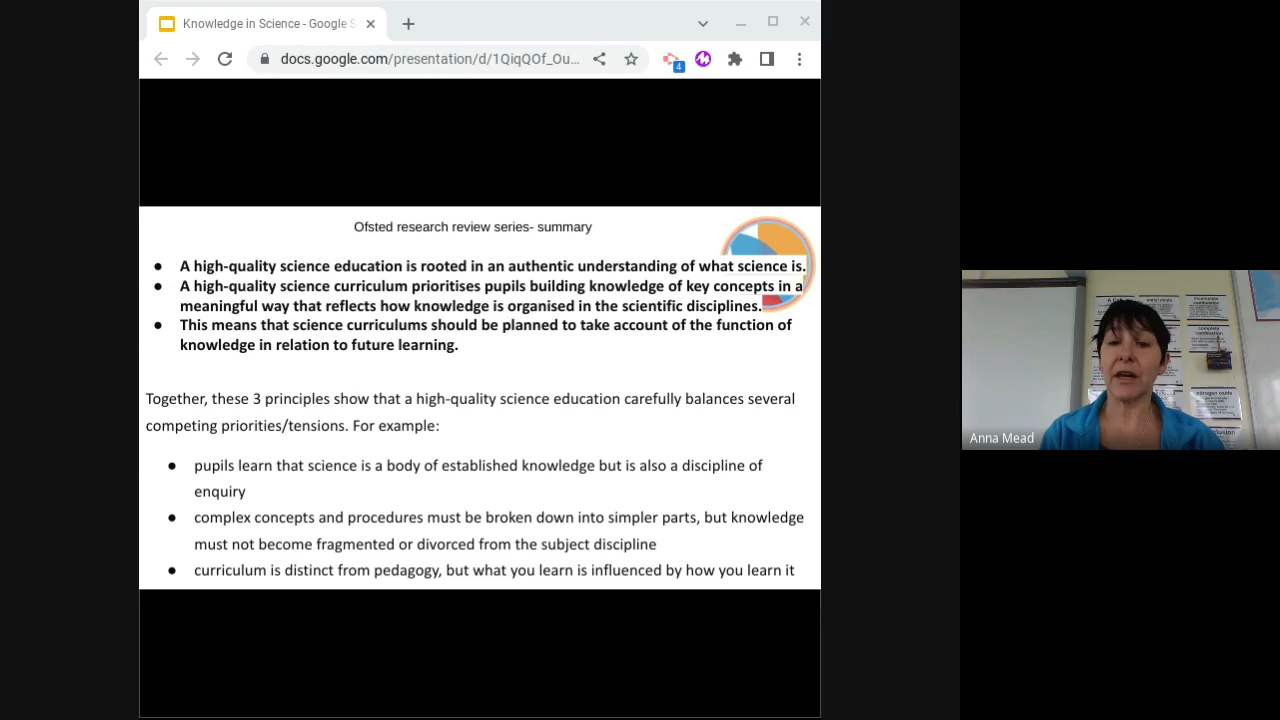 Knowledge in Science - Google S
docs.google.com/presentation/d/1QiqQOf_Ou...
4
Ofsted research review series- summary
● A high-quality science education is rooted in an authentic understanding of what science is.
● A high-quality science curriculum prioritises pupils building knowledge of key concepts in a
meaningful way that reflects how knowledge is organised in the scientific disciplines.
● This means that science curriculums should be planned to take account of the function of
knowledge in relation to future learning.
Together, these 3 principles show that a high-quality science education carefully balances several
competing priorities/tensions. For example:
● pupils learn that science is a body of established knowledge but is also a discipline of
enquiry
● complex concepts and procedures must be broken down into simpler parts, but knowledge
must not become fragmented or divorced from the subject discipline
● curriculum is distinct from pedagogy, but what you learn is influenced by how you learn it
incomplete
combustion
complete
combustion
nitrogen oxide
Anna Mead